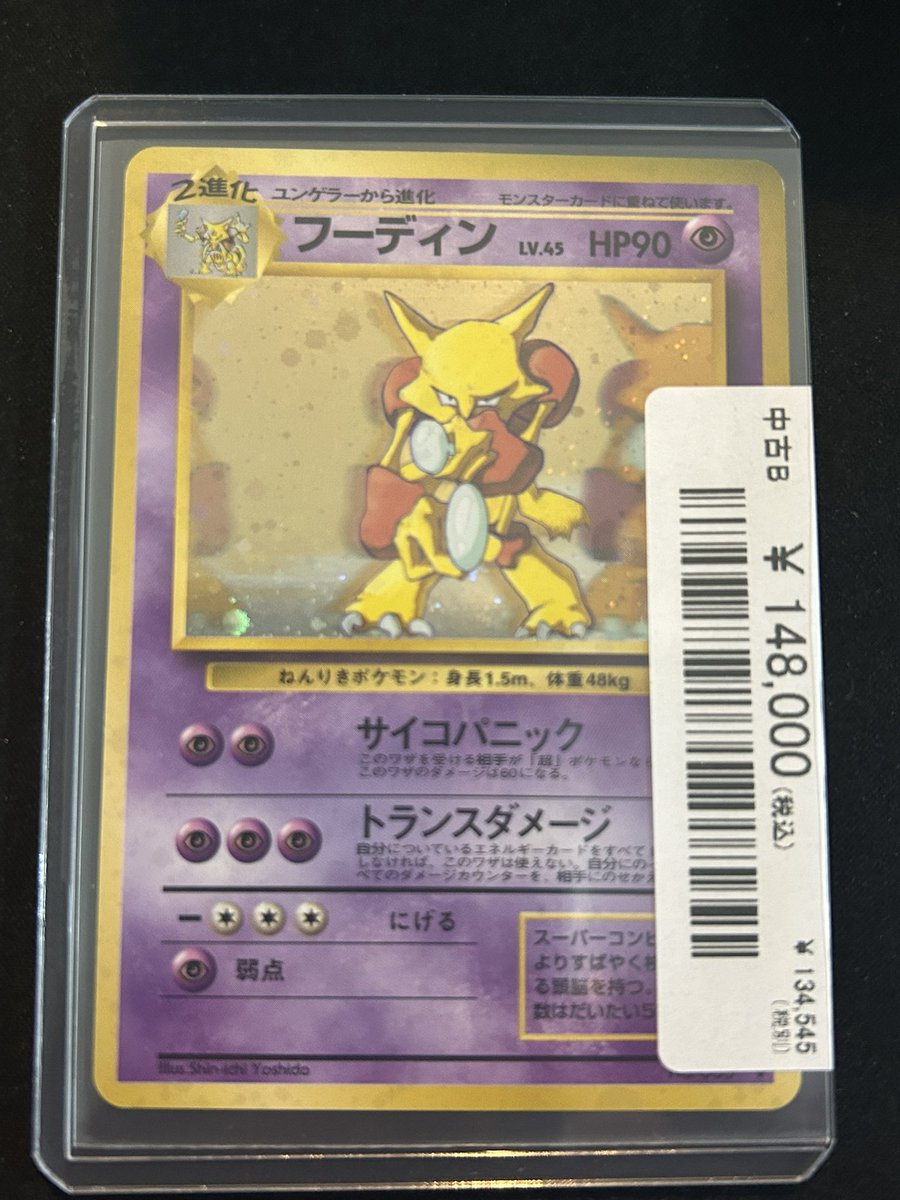 2進化 ユンゲラーから進化 モンスターカードに重ねて使います。
フーディン LV.45 HP90
ねんりきポケモン：身長1.5m、体重48kg
サイコパニック
このワザを受ける相手が「超」ポケモンなら
このワザのダメージは60になる。
トランスダメージ
自分についているエネルギーカードをすべて
しなければ、このワザは使えない。自分にの
べてのダメージカウンターを、相手にのせかえ
ー にげる
弱点
スーパーコンピ
よりすばやく
る頭脳を持つ。
数はだいたい5
Illus.Shin-ichi Yoshida
中古B ¥ 148,000(税込)
¥ 134,545
(税別)